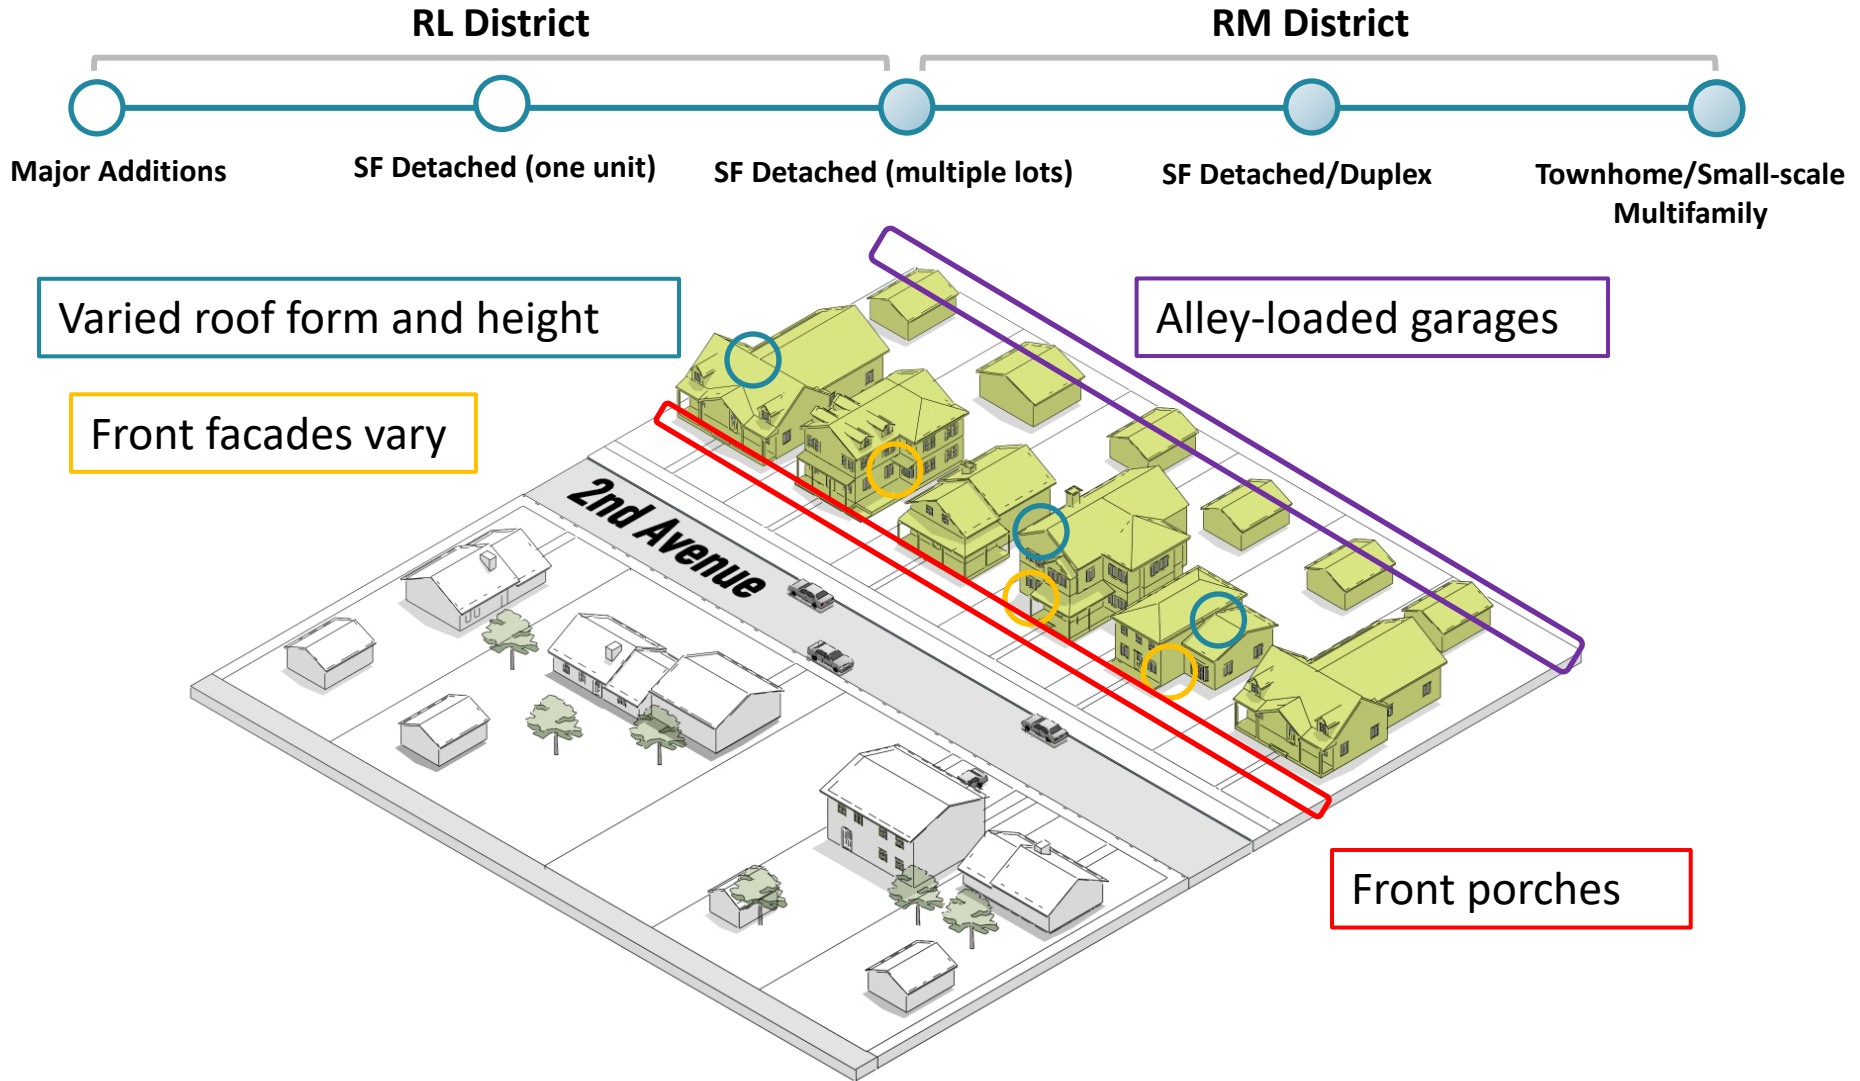 RL District
RM District
Major Additions
SF Detached (one unit)
SF Detached (multiple lots)
SF Detached/Duplex
Townhome/Small-scale
Multifamily
Varied roof form and height
Alley-loaded garages
Front facades vary
2nd Avenue
Front porches